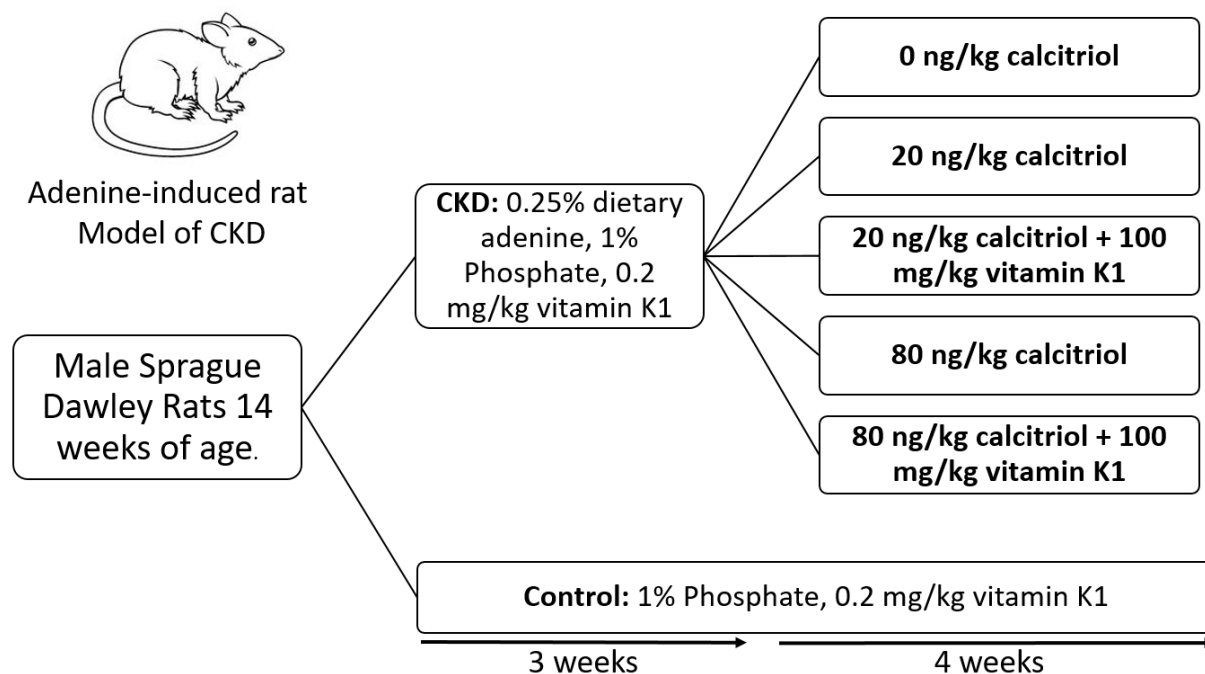 Adenine-induced rat
Model of CKD
Male Sprague
Dawley Rats 14
weeks of age.
CKD: 0.25% dietary
adenine, 1%
Phosphate, 0.2
mg/kg vitamin K1
0 ng/kg calcitriol
20 ng/kg calcitriol
20 ng/kg calcitriol + 100
mg/kg vitamin K1
80 ng/kg calcitriol
80 ng/kg calcitriol + 100
mg/kg vitamin K1
Control: 1% Phosphate, 0.2 mg/kg vitamin K1
3 weeks
4 weeks